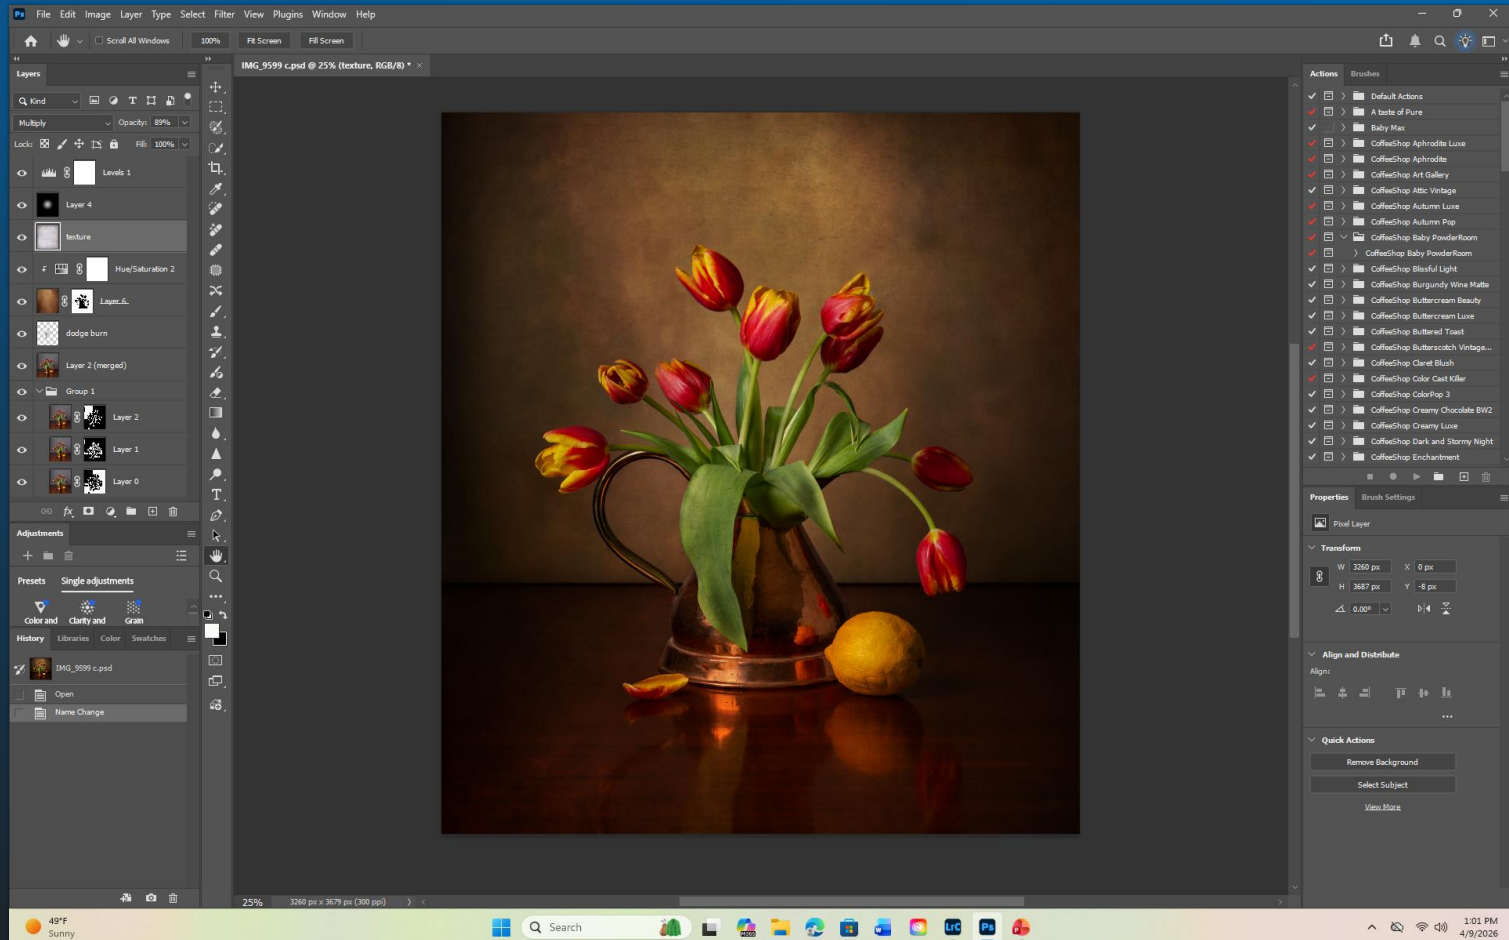 Ps File Edit Image Layer Type Select Filter View Plugins Window Help
Scroll All Windows 100% Fit Screen Fill Screen
IMG_9599 c.psd @ 25% (texture, RGB/8) * ×
Layers
Kind
Multiply Opacity: 89%
Lock: Fill: 100%
Levels 1
Layer 4
texture
Hue/Saturation 2
Layer 6
dodge burn
Layer 2 (merged)
Group 1
Layer 2
Layer 1
Layer 0
fx
Adjustments
Presets Single adjustments
Color and Clarity and Grain
History Libraries Color Swatches
IMG_9599 c.psd
Open
Name Change
25% 3260 px x 3679 px (300 ppi)
Actions Brushes
Default Actions
A taste of Pure
Baby Max
CoffeeShop Aphrodite Luxe
CoffeeShop Aphrodite
CoffeeShop Art Gallery
CoffeeShop Attic Vintage
CoffeeShop Autumn Luxe
CoffeeShop Autumn Pop
CoffeeShop Baby PowderRoom
CoffeeShop Baby PowderRoom
CoffeeShop Blissful Light
CoffeeShop Burgundy Wine Matte
CoffeeShop Buttercream Beauty
CoffeeShop Buttercream Luxe
CoffeeShop Buttered Toast
CoffeeShop Butterscotch Vintage...
CoffeeShop Claret Blush
CoffeeShop Color Cast Killer
CoffeeShop ColorPop 3
CoffeeShop Creamy Chocolate BW2
CoffeeShop Creamy Luxe
CoffeeShop Dark and Stormy Night
CoffeeShop Enchantment
Properties Brush Settings
Pixel Layer
Transform
W 3260 px X 0 px
H 3687 px Y -8 px
0.00°
Align and Distribute
Align:
Quick Actions
Remove Background
Select Subject
View More
49°F
Sunny
Search
M365
LrC
Ps
1:01 PM
4/9/2026